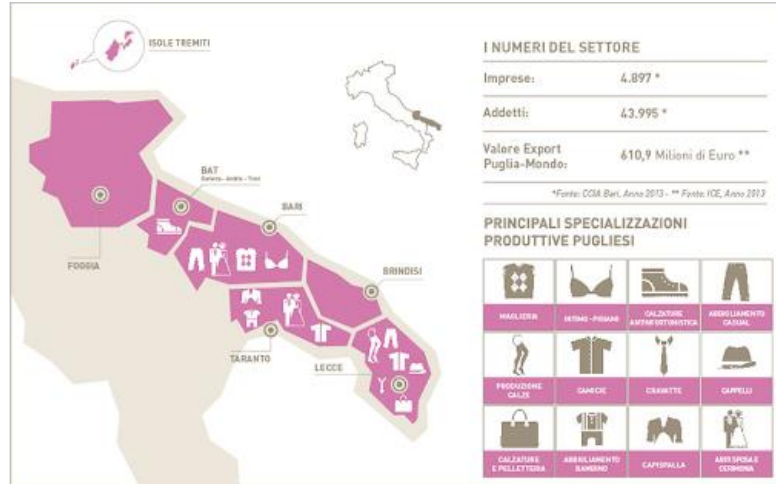 ISOLE TREMITI
BAT
Barletta - Andria - Trani
BARI
FOGGIA
BRINDISI
TARANTO
LECCE
I NUMERI DEL SETTORE
Imprese: 4.897 *
Addetti: 43.995 *
Valore Export
Puglia-Mondo: 610,9 Milioni di Euro **
*Fonte: CCIA Bari, Anno 2013 - ** Fonte: ICE, Anno 2013
PRINCIPALI SPECIALIZZAZIONI
PRODUTTIVE PUGLIESI
MAGLIERIA
INTIMO - PIGIAMI
CALZATURE
ANTINFORTUNISTICA
ABBIGLIAMENTO
CASUAL
PRODUZIONE
CALZE
CAMICIE
CRAVATTE
CAPPELLI
CALZATURE
E PELLETTERIA
ABBIGLIAMENTO
BAMBINO
CAPISPALLA
ABITI SPOSA E
CERIMONIA